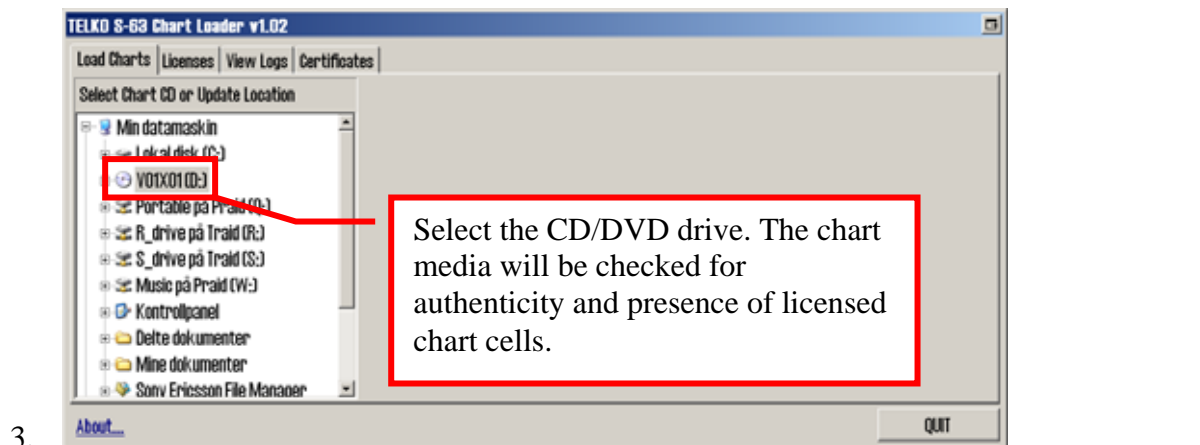 TELKO S-63 Chart Loader v1.02
Load Charts Licenses View Logs Certificates
Select Chart CD or Update Location
Min datamaskin
Lokal disk (C:)
V01X01 (D:)
Portable på Praid (Q:)
R_drive på Traid (R:)
S_drive på Traid (S:)
Music på Praid (W:)
Kontrollpanel
Delte dokumenter
Mine dokumenter
Sony Ericsson File Manager
Select the CD/DVD drive. The chart
media will be checked for
authenticity and presence of licensed
chart cells.
3.
About...
QUIT